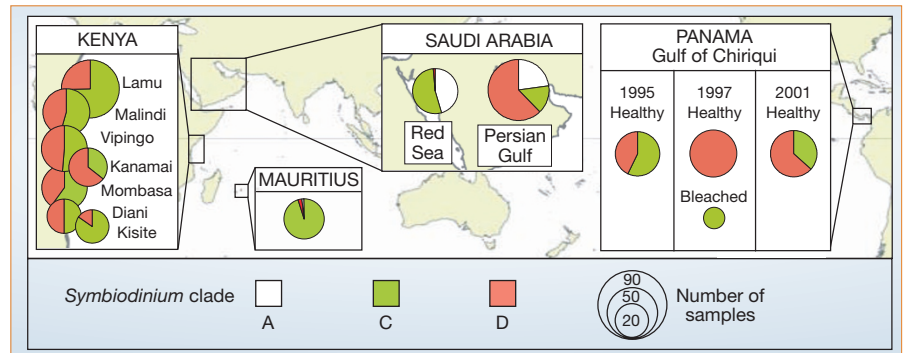 KENYA
Lamu
Malindi
Vipingo
Kanamai
Mombasa
Diani
Kisite
MAURITIUS
SAUDI ARABIA
Red
Sea
Persian
Gulf
PANAMA
Gulf of Chiriqui
1995
Healthy
1997
Healthy
Bleached
2001
Healthy
Symbiodinium clade
A
C
D
90
50
20
Number of
samples